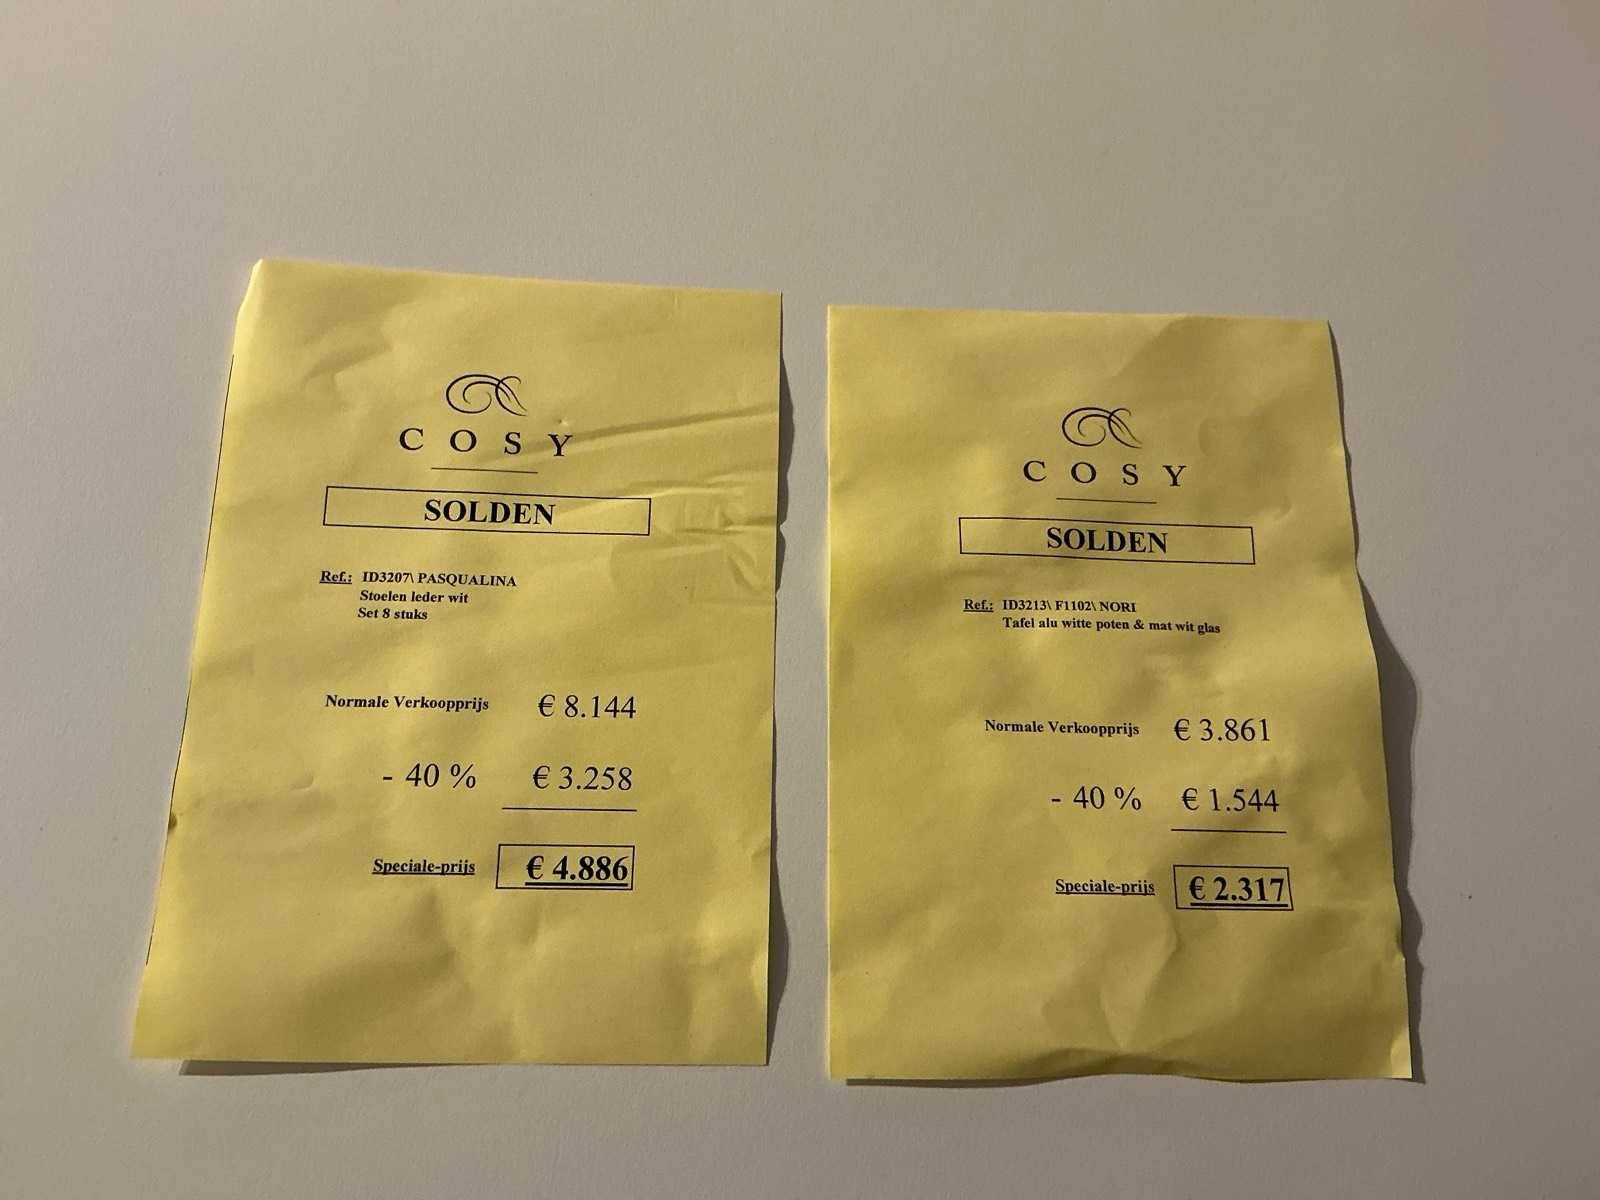 COSY
SOLDEN
Ref.: ID3207\ PASQUALINA
Stoelen leder wit
Set 8 stuks
Normale Verkoopprijs € 8.144
- 40 % € 3.258
Speciale-prijs € 4.886
COSY
SOLDEN
Ref.: ID3213\ F1102\ NORI
Tafel alu witte poten & mat wit glas
Normale Verkoopprijs € 3.861
- 40 % € 1.544
Speciale-prijs € 2.317